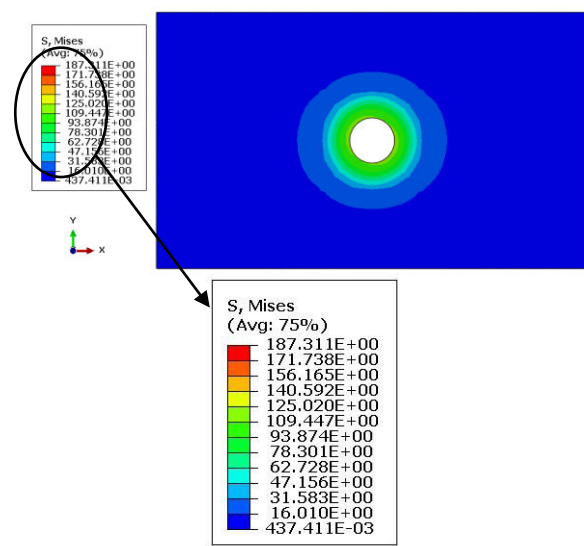 S, Mises
(Avg: 75%)
187.311E+00
171.738E+00
156.165E+00
140.592E+00
125.020E+00
109.447E+00
93.874E+00
78.301E+00
62.728E+00
47.156E+00
31.583E+00
16.010E+00
437.411E-03
Y
X
S, Mises
(Avg: 75%)
187.311E+00
171.738E+00
156.165E+00
140.592E+00
125.020E+00
109.447E+00
93.874E+00
78.301E+00
62.728E+00
47.156E+00
31.583E+00
16.010E+00
437.411E-03